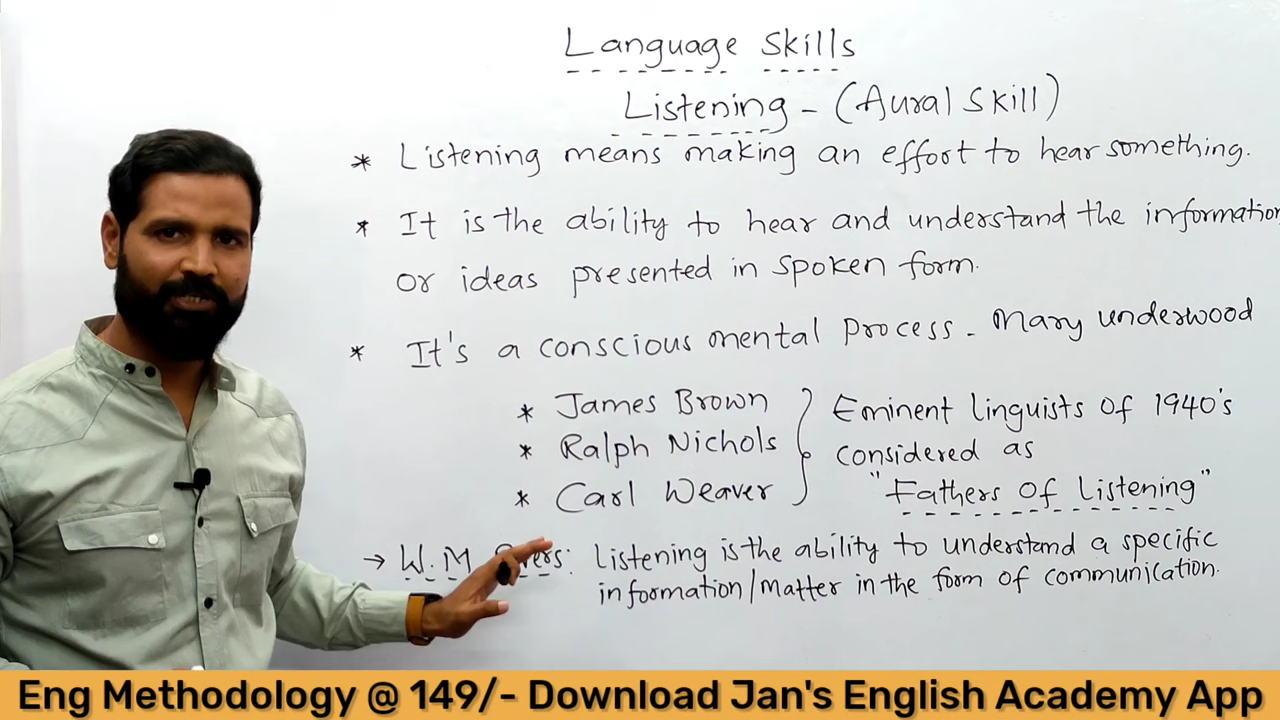 Language Skills
Listening - (Aural Skill)
* Listening means making an effort to hear something.
* It is the ability to hear and understand the information
or ideas presented in spoken form.
* It's a conscious mental process - Mary underwood
* James Brown
* Ralph Nichols
* Carl Weaver
Eminent linguists of 1940's
considered as
"Fathers of listening"
→ W.M : listening is the ability to understand a specific
information/matter in the form of communication.
Eng Methodology @ 149/- Download Jan's English Academy App